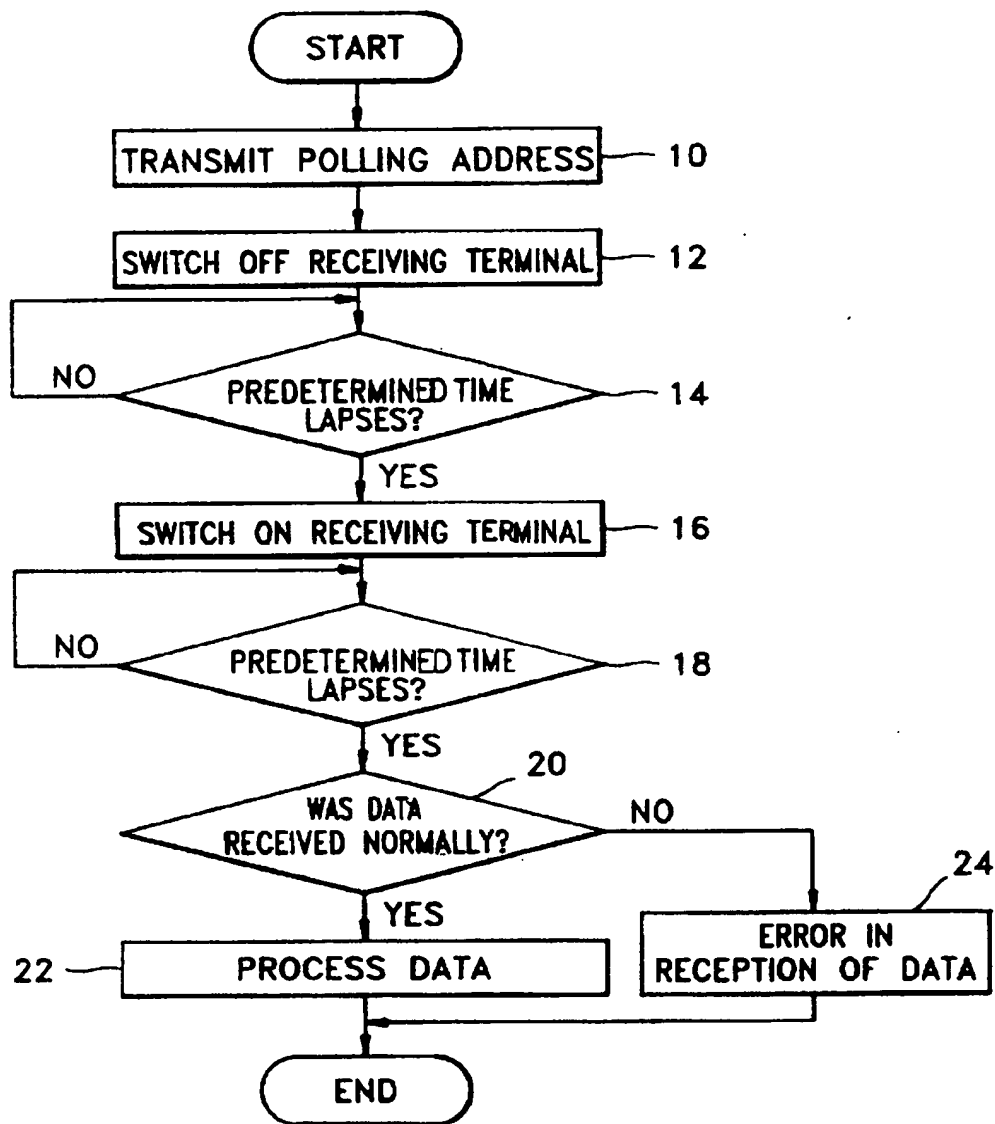 START
TRANSMIT POLLING ADDRESS
10
SWITCH OFF RECEIVING TERMINAL
12
NO
PREDETERMINED TIME
LAPSES?
14
YES
SWITCH ON RECEIVING TERMINAL
16
NO
PREDETERMINED TIME
LAPSES?
18
YES
20
WAS DATA
RECEIVED NORMALLY?
NO
YES
24
ERROR IN
RECEPTION OF DATA
22
PROCESS DATA
END